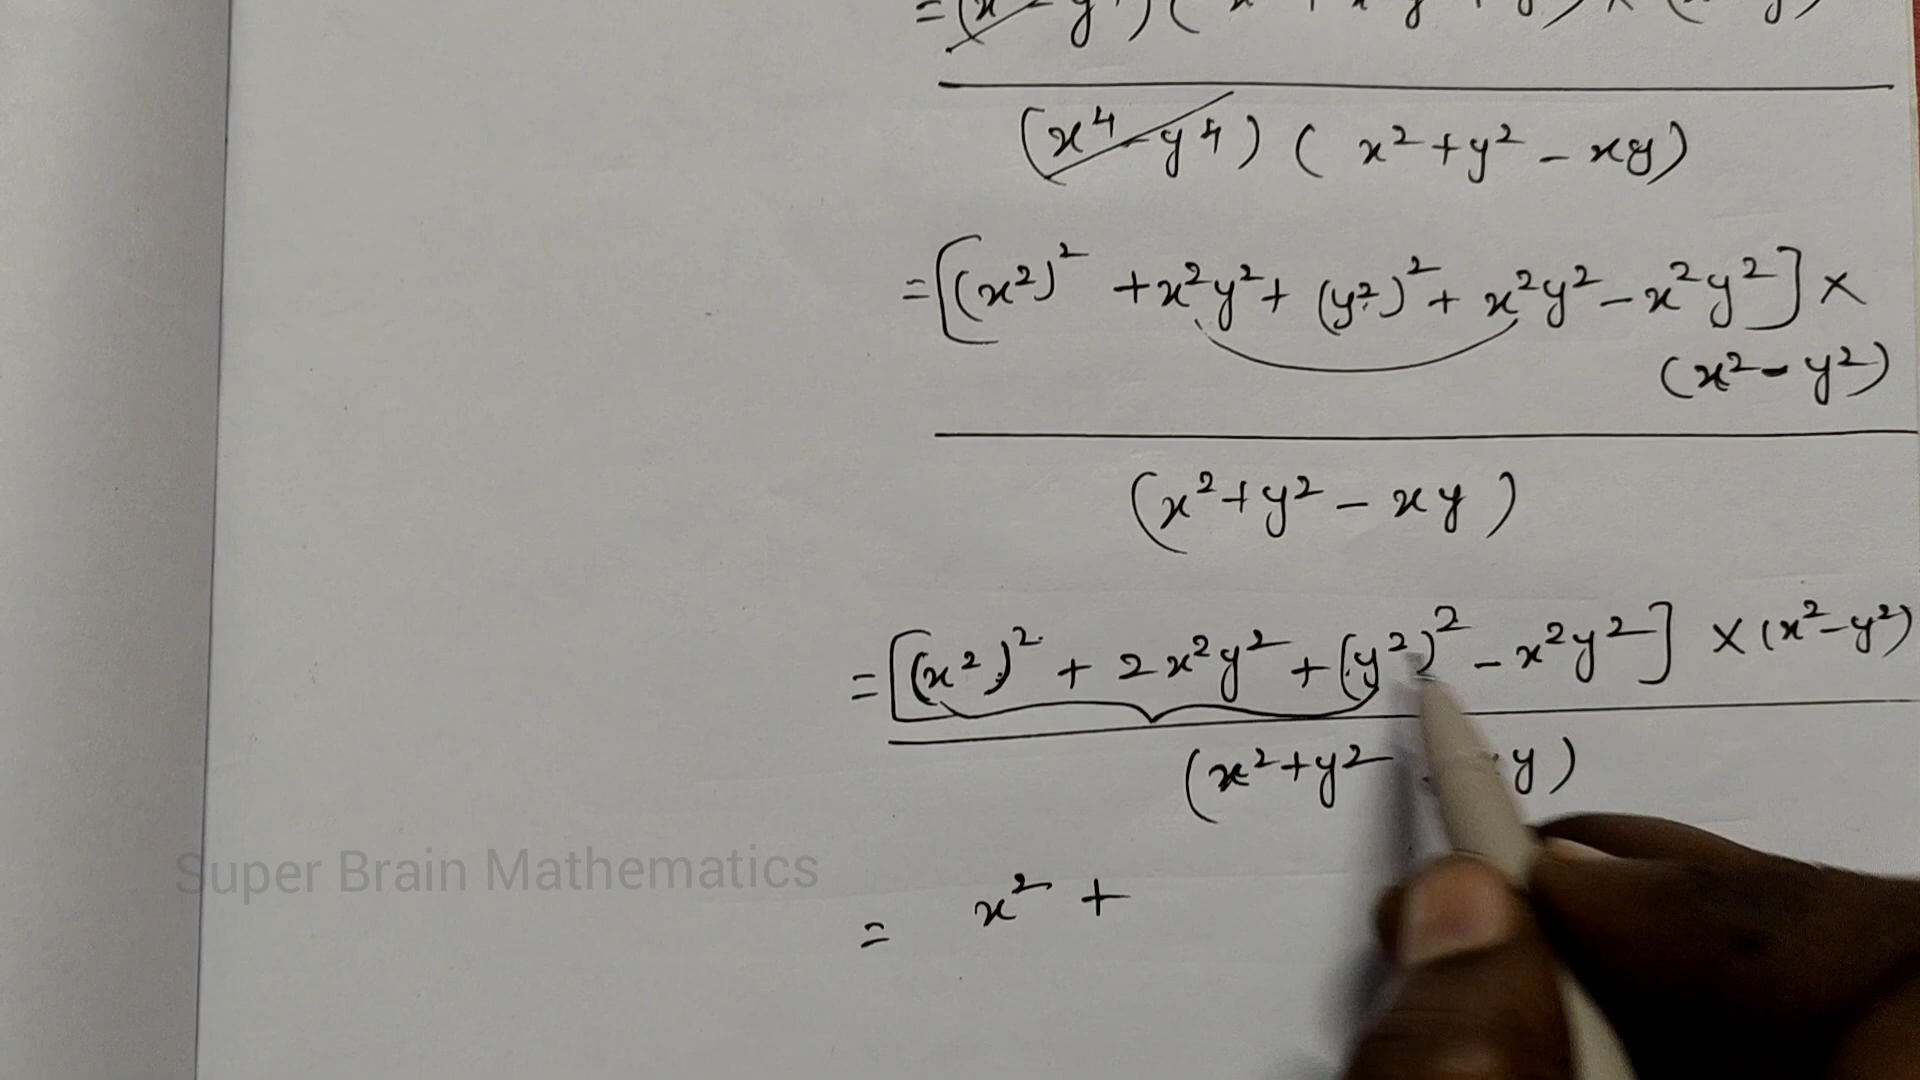 (x⁴ - y⁴) ( x² + y² - xy)
= [(x²)² + x²y² + (y²)² + x²y² - x²y²] ×
(x² - y²)
(x² + y² - xy)
= [(x²)² + 2x²y² + (y²)² - x²y²] × (x² - y²)
(x² + y² y)
Super Brain Mathematics
= x² +